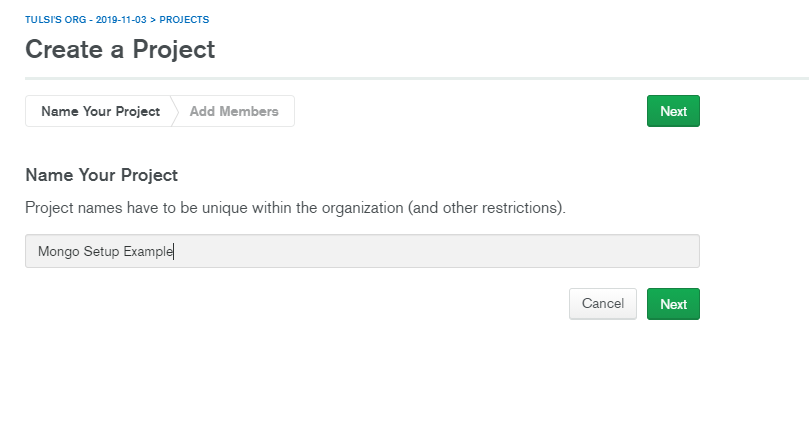 TULSI'S ORG - 2019-11-03 > PROJECTS
Create a Project
Name Your Project Add Members Next
Name Your Project
Project names have to be unique within the organization (and other restrictions).
Mongo Setup Example
Cancel Next